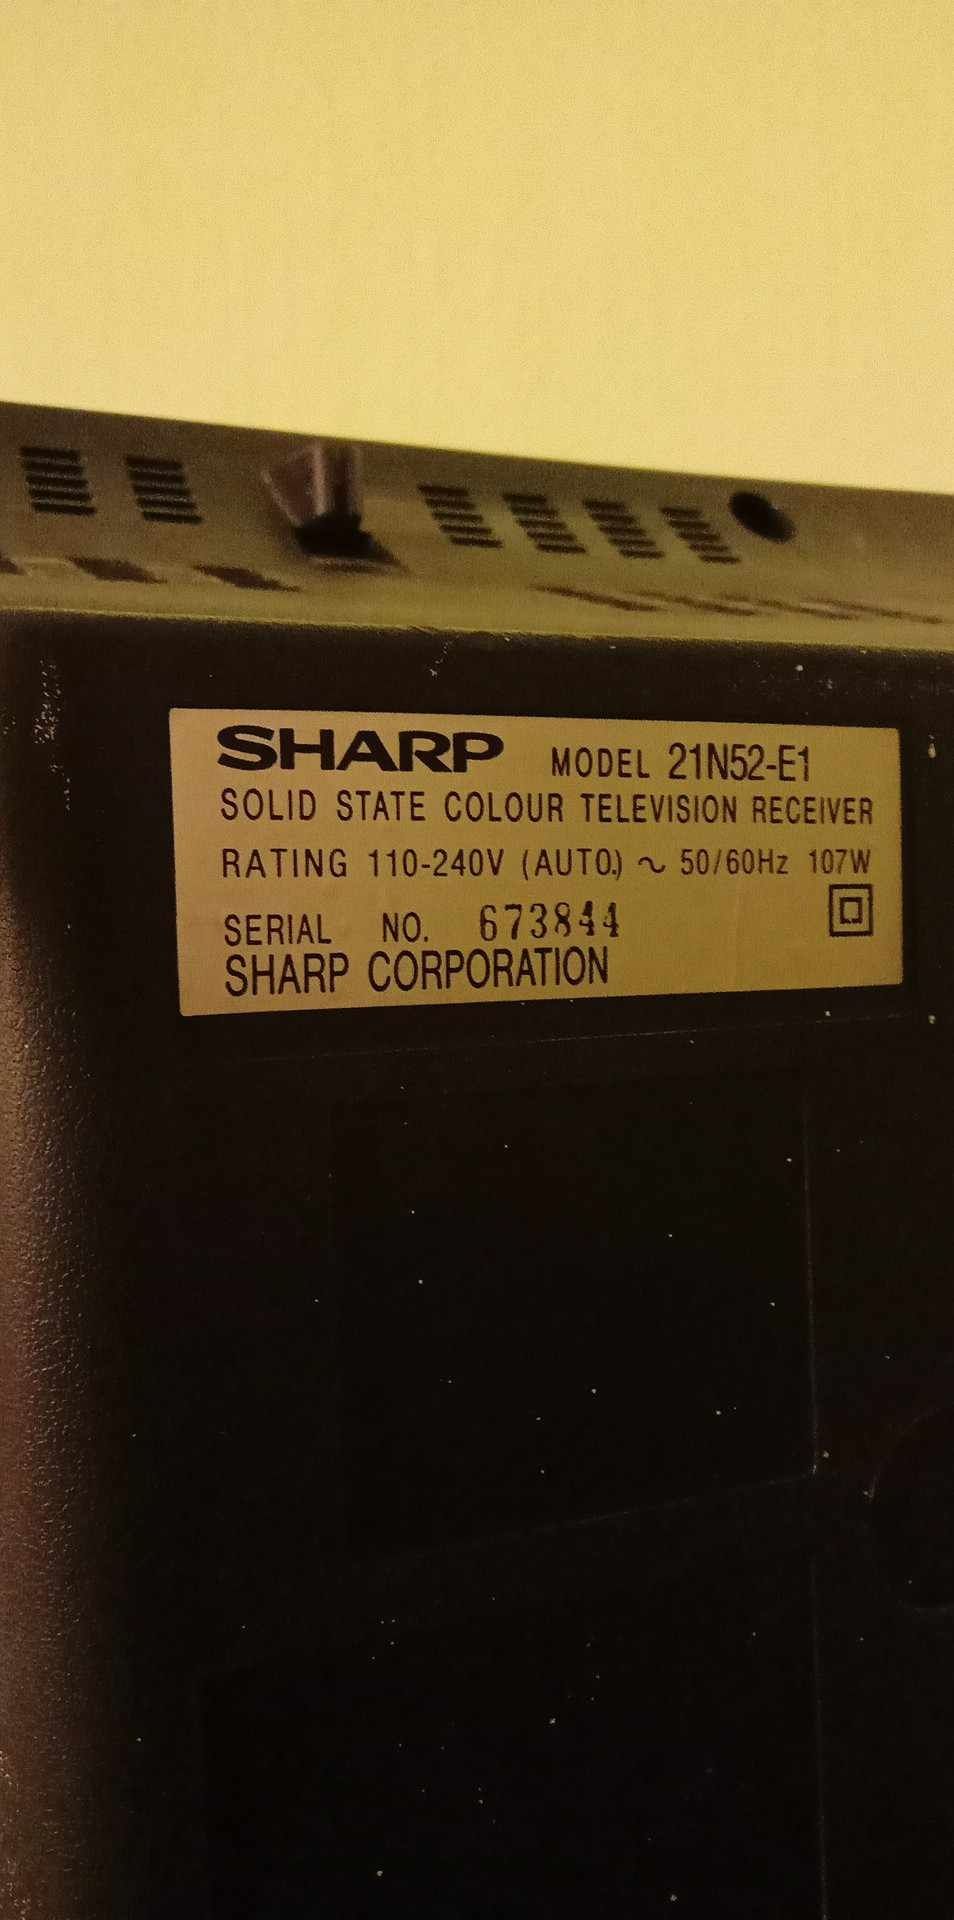 SHARP MODEL 21N52-E1
SOLID STATE COLOUR TELEVISION RECEIVER
RATING 110-240V (AUTO.) ~ 50/60Hz 107W
SERIAL NO. 673844
SHARP CORPORATION